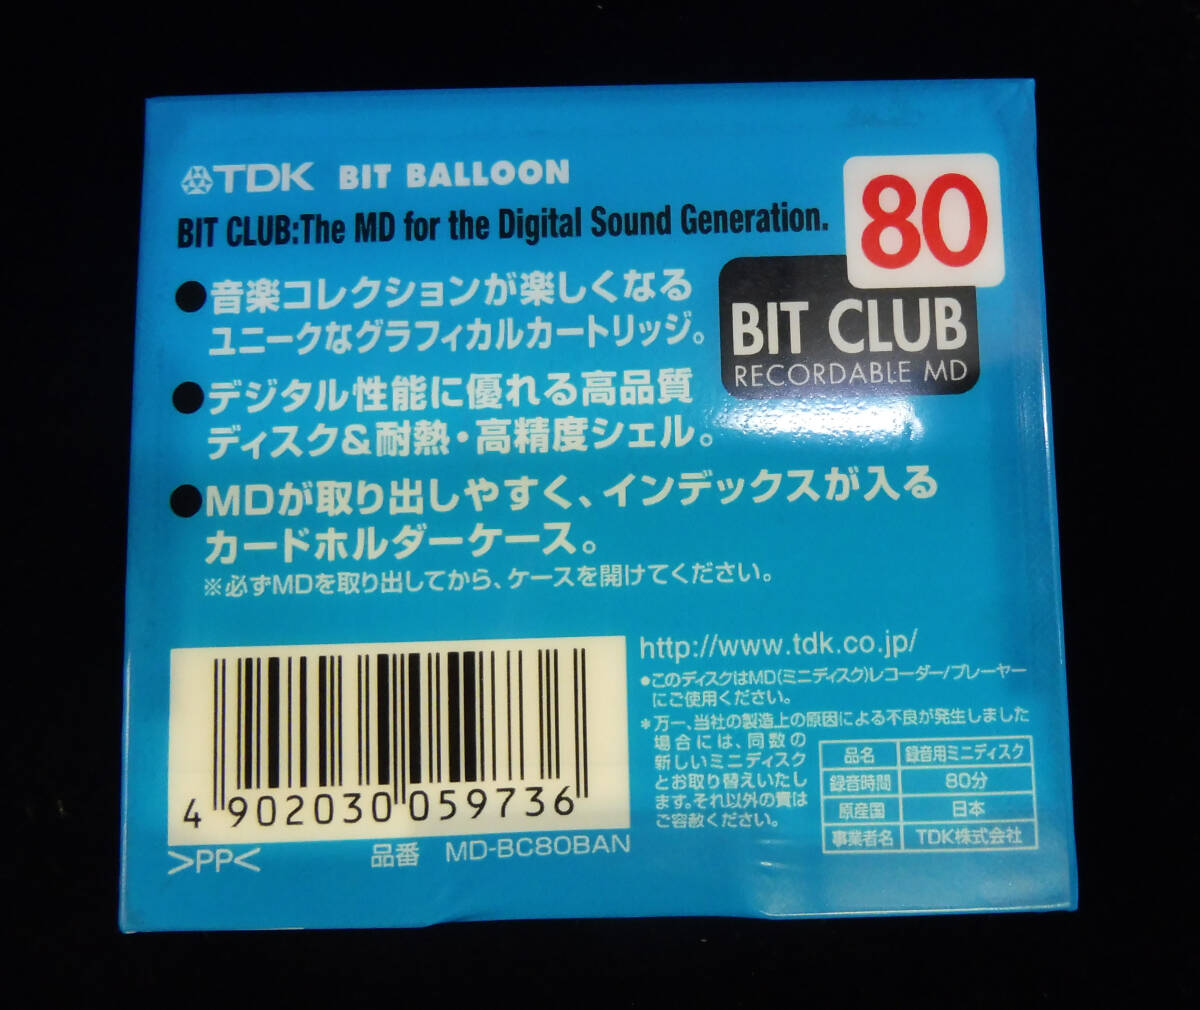 TDK BIT BALLOON
BIT CLUB:The MD for the Digital Sound Generation.
80
BIT CLUB
RECORDABLE MD
●音楽コレクションが楽しくなる
ユニークなグラフィカルカートリッジ。
●デジタル性能に優れる高品質
ディスク&耐熱・高精度シェル。
●MDが取り出しやすく、インデックスが入る
カードホルダーケース。
※必ずMDを取り出してから、ケースを開けてください。
http://www.tdk.co.jp/
●このディスクはMD(ミニディスク)レコーダー/プレーヤー
にご使用ください。
*万一、当社の製造上の原因による不良が発生しました
場合には、同数の
新しいミニディスク
とお取り替えいたし
ます。それ以外の責は
ご容赦ください。
品名 録音用ミニディスク
録音時間 80分
原産国 日本
事業者名 TDK株式会社
4 902030 059736
>PP<
品番 MD-BC80BAN